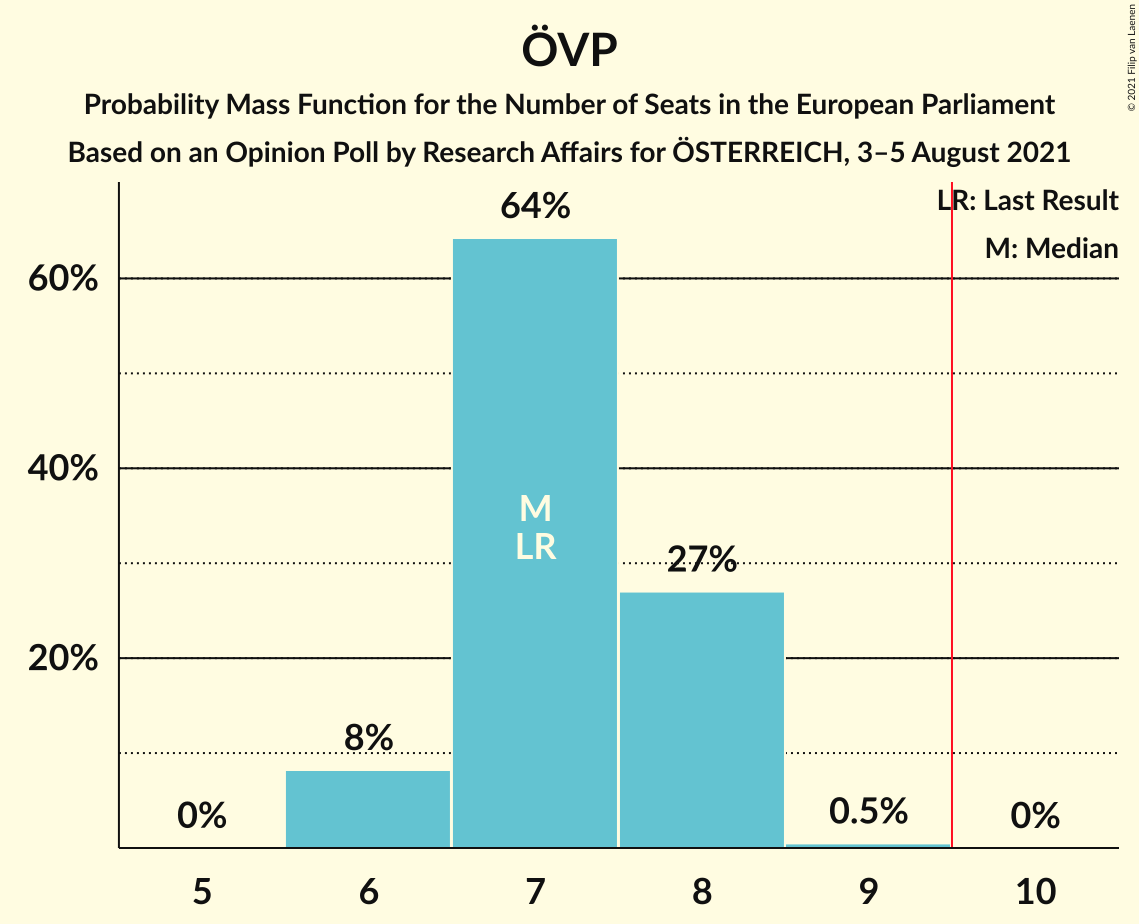 ÖVP
Probability Mass Function for the Number of Seats in the European Parliament
Based on an Opinion Poll by Research Affairs for ÖSTERREICH, 3–5 August 2021
© 2021 Filip van Laenen
LR: Last Result
M: Median
64%
60%
40%
20%
M
LR
27%
8%
0%
0.5%
0%
5 6 7 8 9 10